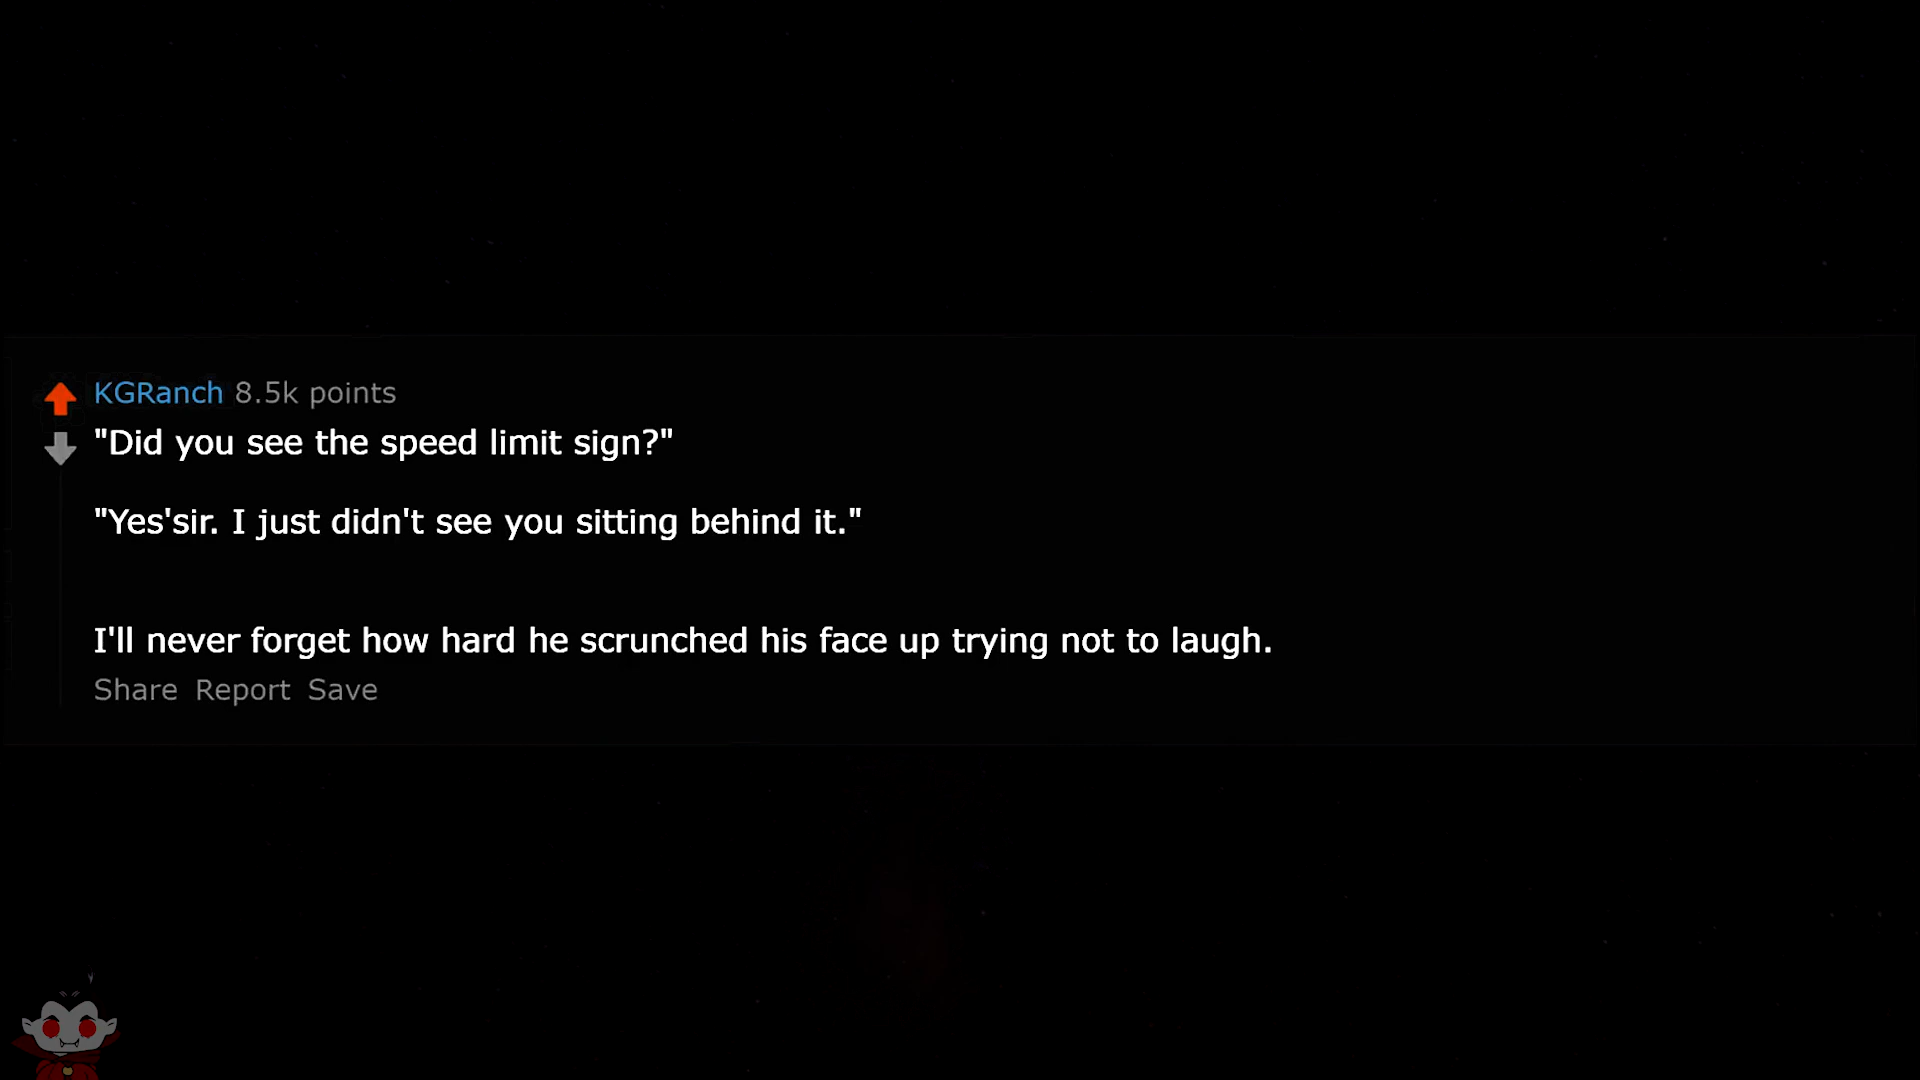 KGRanch 8.5k points
"Did you see the speed limit sign?"
"Yes'sir. I just didn't see you sitting behind it."
I'll never forget how hard he scrunched his face up trying not to laugh.
Share Report Save